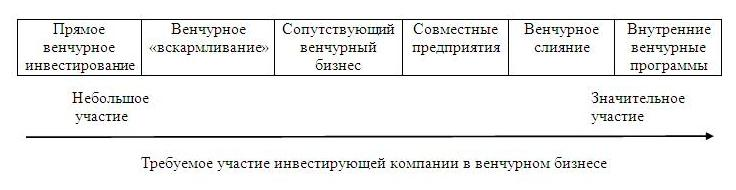 Прямое венчурное инвестирование
Венчурное «вскармливание»
Сопутствующий венчурный бизнес
Совместные предприятия
Венчурное слияние
Внутренние венчурные программы
Небольшое участие
Значительное участие
Требуемое участие инвестирующей компании в венчурном бизнесе